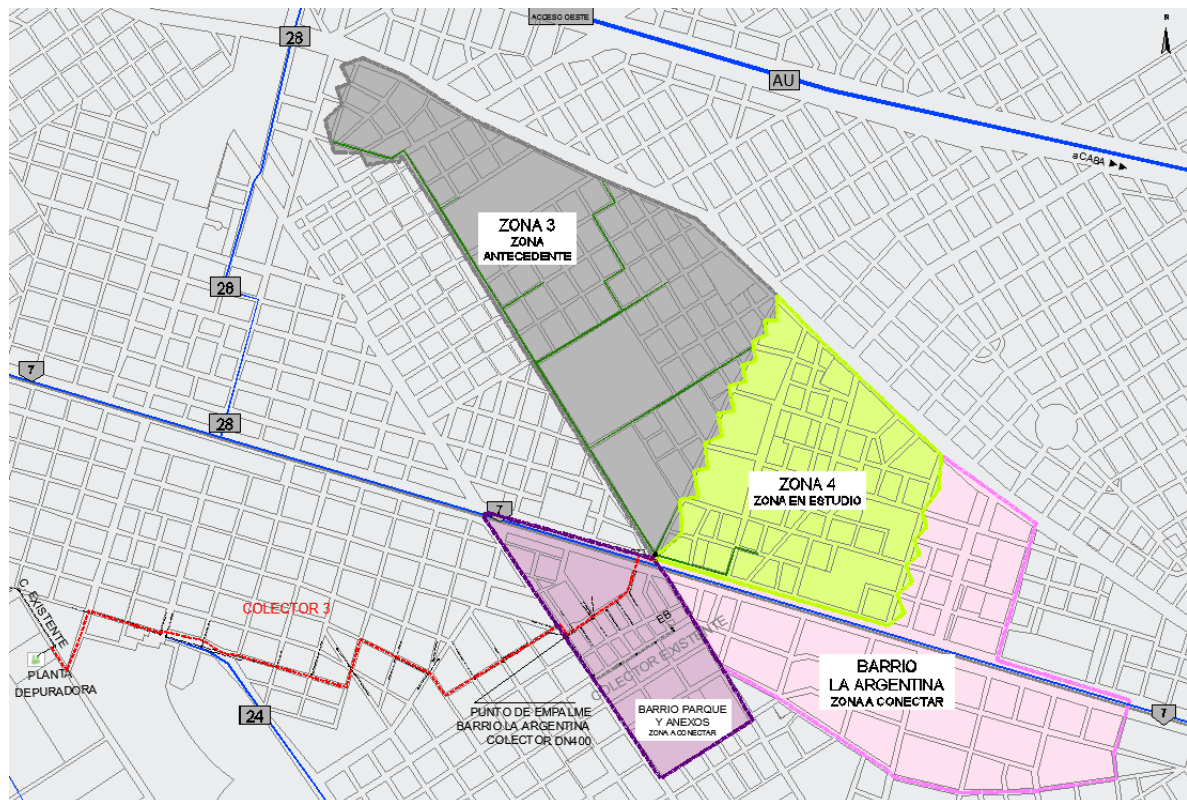 ACCESO OESTE
N
28
AU
a CABA
ZONA 3
ZONA
ANTECEDENTE
28
7
28
ZONA 4
ZONA EN ESTUDIO
7
C. EXISTENTE
COLECTOR 3
EB
COLECTOR EXISTENTE
PLANTA
DEPURADORA
BARRIO
LA ARGENTINA
ZONA A CONECTAR
PUNTO DE EMPALME
BARRIO LA ARGENTINA
COLECTOR DN400
BARRIO PARQUE
Y ANEXOS
ZONA A CONECTAR
24
7